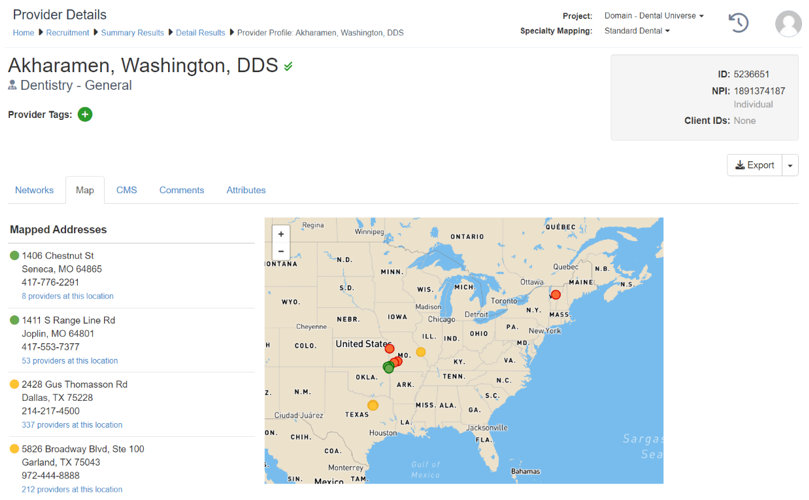 Provider Details
Home Recruitment Summary Results Detail Results Provider Profile: Akharamen, Washington, DDS
Project: Domain - Dental Universe
Specialty Mapping: Standard Dental
Akharamen, Washington, DDS
Dentistry - General
Provider Tags:
ID: 5236651
NPI: 1891374187
Individual
Client IDs: None
Export
Networks Map CMS Comments Attributes
Mapped Addresses
1406 Chestnut St
Seneca, MO 64865
417-776-2291
8 providers at this location
1411 S Range Line Rd
Joplin, MO 64801
417-553-7377
53 providers at this location
2428 Gus Thomasson Rd
Dallas, TX 75228
214-217-4500
337 providers at this location
5826 Broadway Blvd, Ste 100
Garland, TX 75043
972-444-8888
212 providers at this location
+
−
Regina
Winnipeg
ONTARIO
QUÉBEC
ONTANA
N.D.
MINN.
Ottawa
Quebec
N.B.
MAINE
N.S.
S.D.
WIS.
MICH.
Toronto
WYO.
Madison
Detroit
N.Y.
MASS.
NEBR.
IOWA
Chicago
Cheyenne
ILL.
IND.
OHIO
PA.
New York
H
COLO.
United States
MO.
KY.
VA.
MD.
OKLA.
ARK.
TENN.
N.C.
Z.
N.M.
MISS.
ALA.
GA.
S.C.
Ciudad Juárez
TEXAS
LA.
Jacksonville
ON.
CHIH.
Houston
FLA.
COA.
Monterrey
Gulf of
Mexico
Sargas
Sea
SIN.
Mexico
TAM.
Bahamas